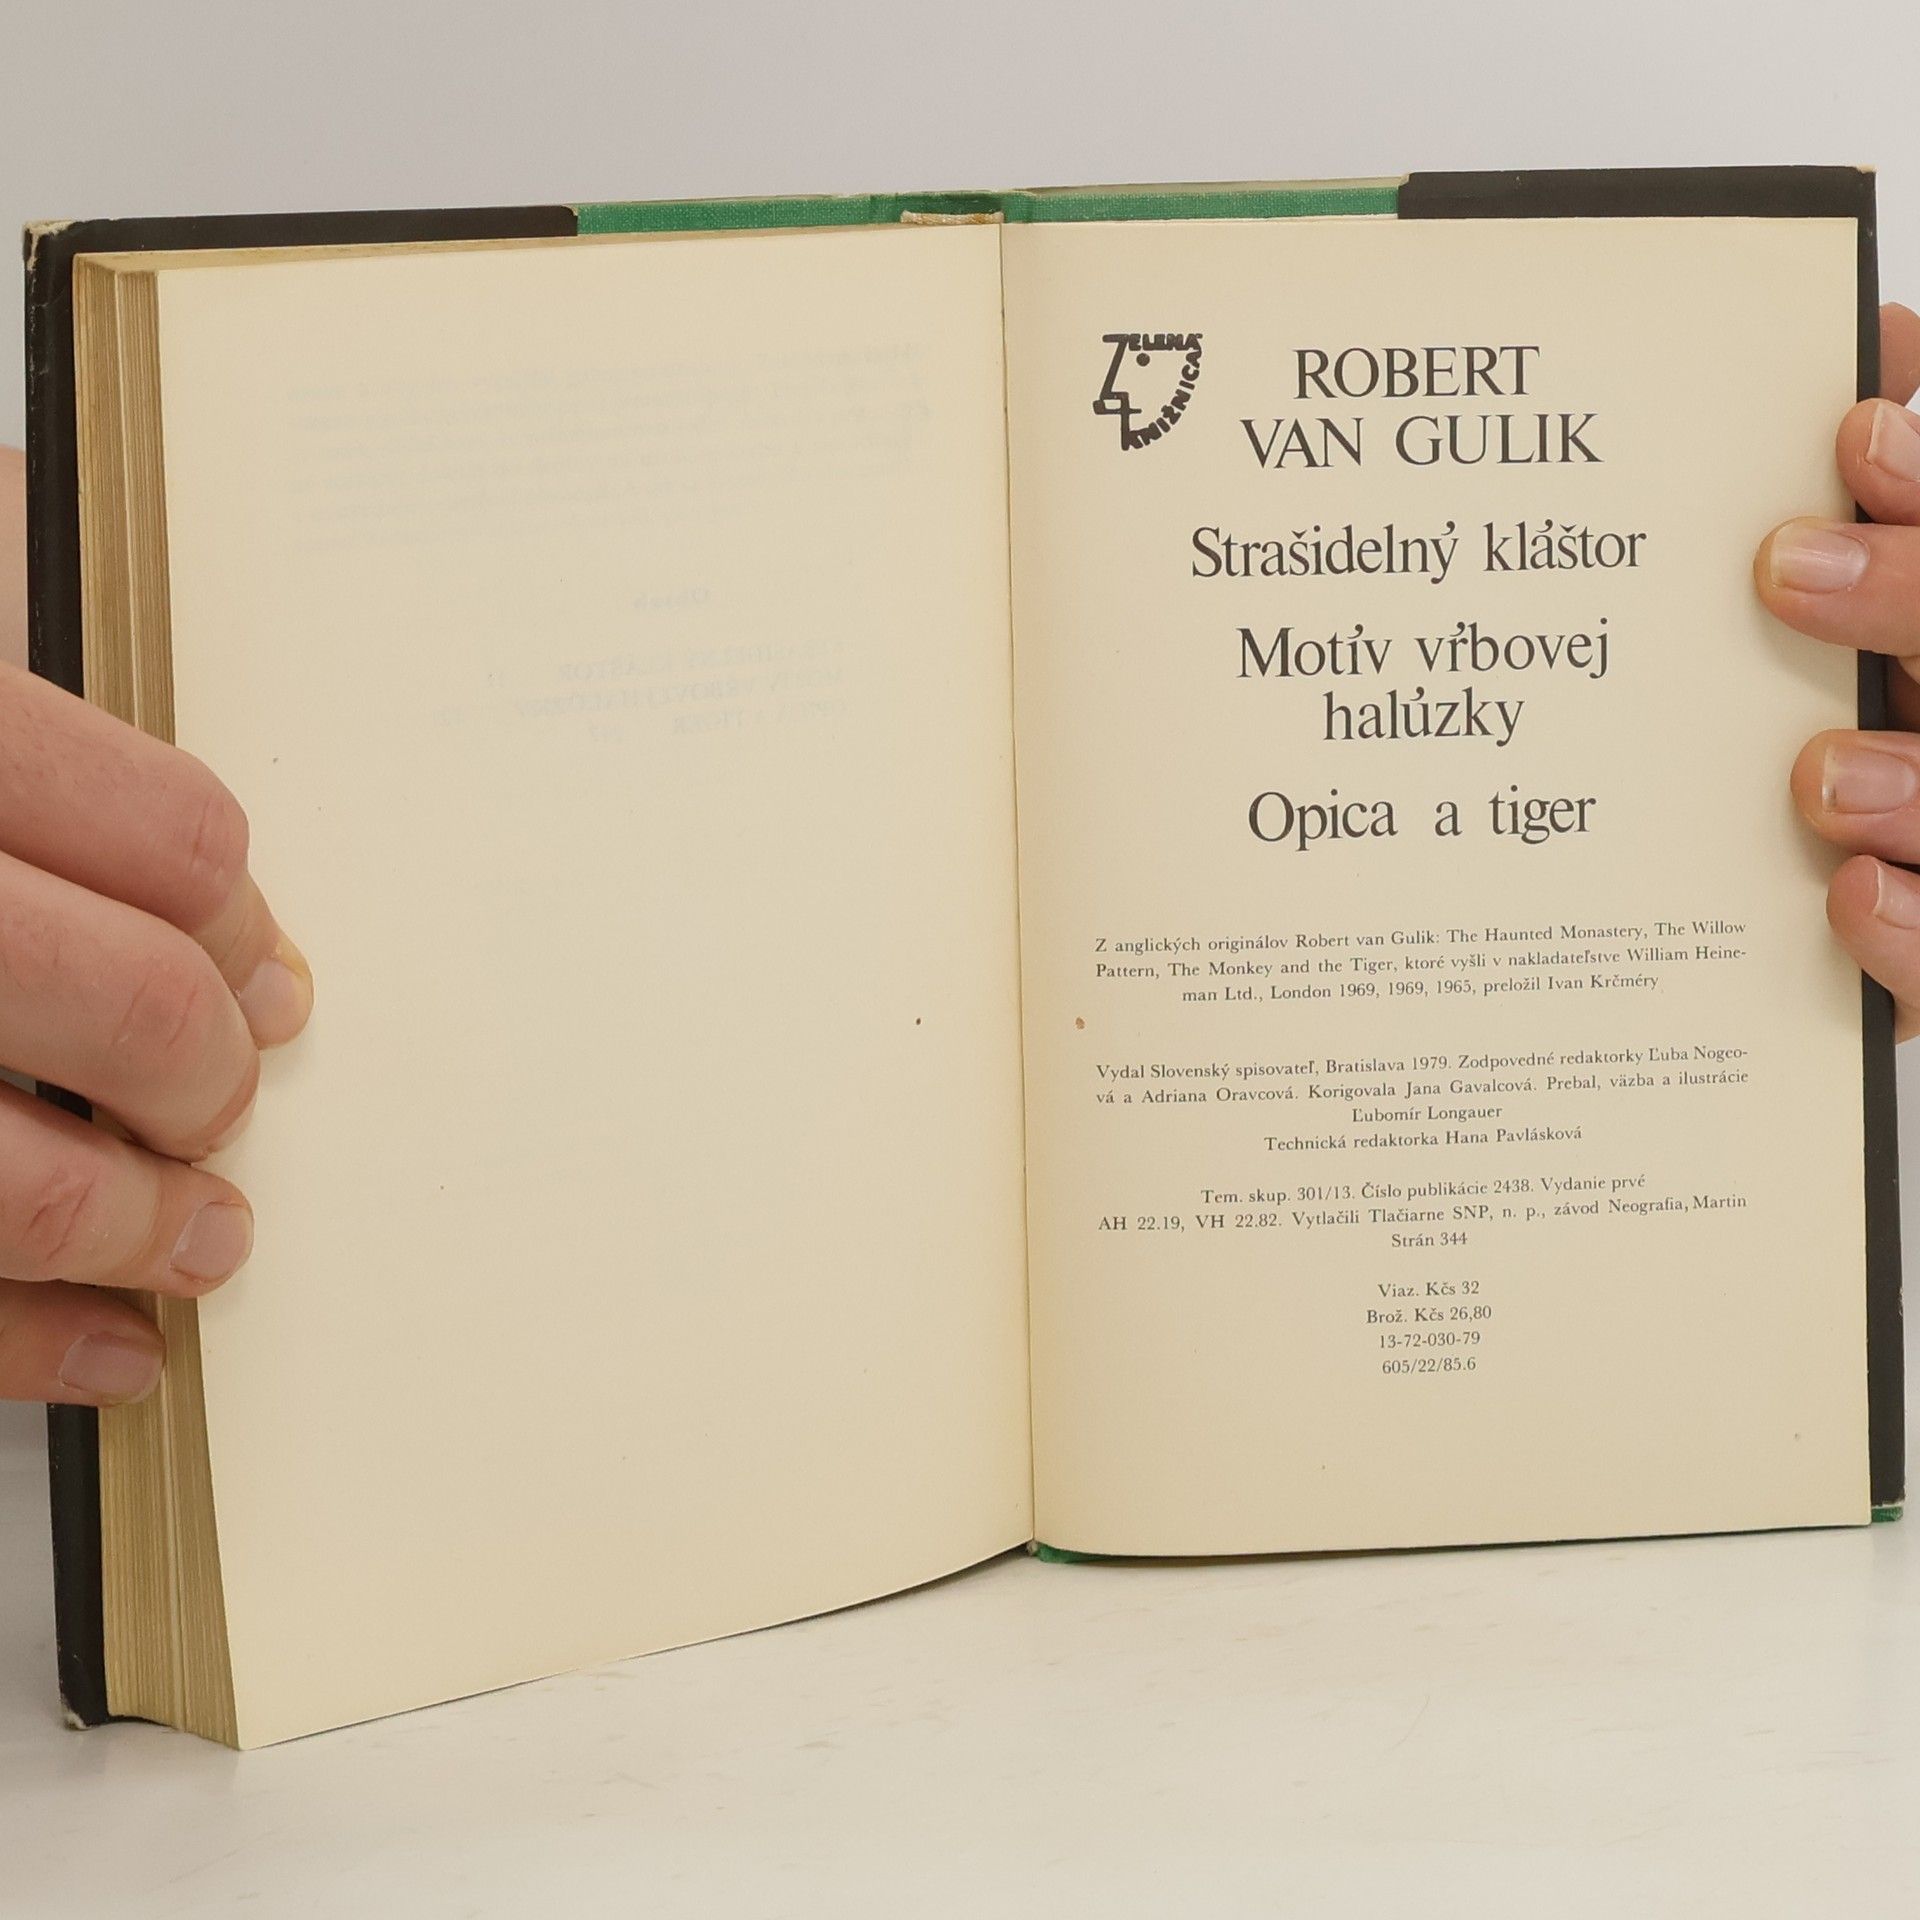 ZELENÁ
KNIŽNICA
ROBERT
VAN GULIK
Strašidelný kláštor
Motív vŕbovej
halúzky
Opica a tiger
Z anglických originálov Robert van Gulik: The Haunted Monastery, The Willow
Pattern, The Monkey and the Tiger, ktoré vyšli v nakladateľstve William Heine-
man Ltd., London 1969, 1969, 1965, preložil Ivan Krčméry
Vydal Slovenský spisovateľ, Bratislava 1979. Zodpovedné redaktorky Ľuba Nogeo-
vá a Adriana Oravcová. Korigovala Jana Gavalcová. Prebal, väzba a ilustrácie
Ľubomír Longauer
Technická redaktorka Hana Pavlásková
Tem. skup. 301/13. Číslo publikácie 2438. Vydanie prvé
AH 22.19, VH 22.82. Vytlačili Tlačiarne SNP, n. p., závod Neografia, Martin
Strán 344
Viaz. Kčs 32
Brož. Kčs 26,80
13-72-030-79
605/22/85.6